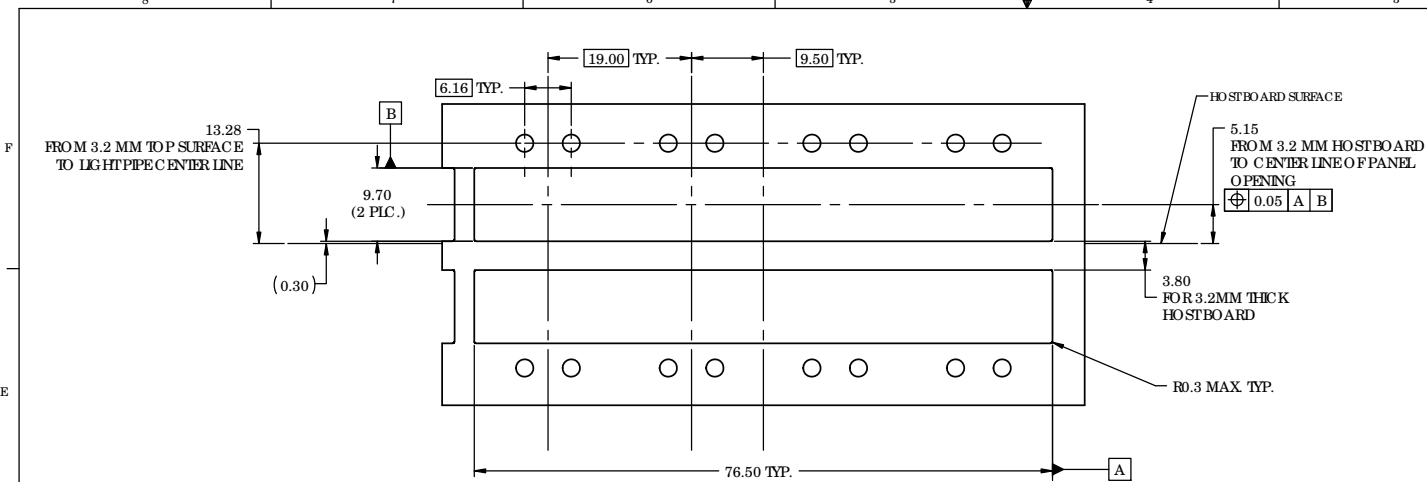 19.00 TYP.
9.50 TYP.
6.16 TYP.
B
HOSTBOARD SURFACE
13.28
FROM 3.2 MM TOP SURFACE
TO LIGHTPIPE CENTER LINE
5.15
FROM 3.2 MM HOSTBOARD
TO CENTER LINE OF PANEL
OPENING
0.05 A B
F
9.70
(2 PLC.)
(0.30)
3.80
FOR 3.2MM THICK
HOSTBOARD
E
R0.3 MAX. TYP.
76.50 TYP.
A